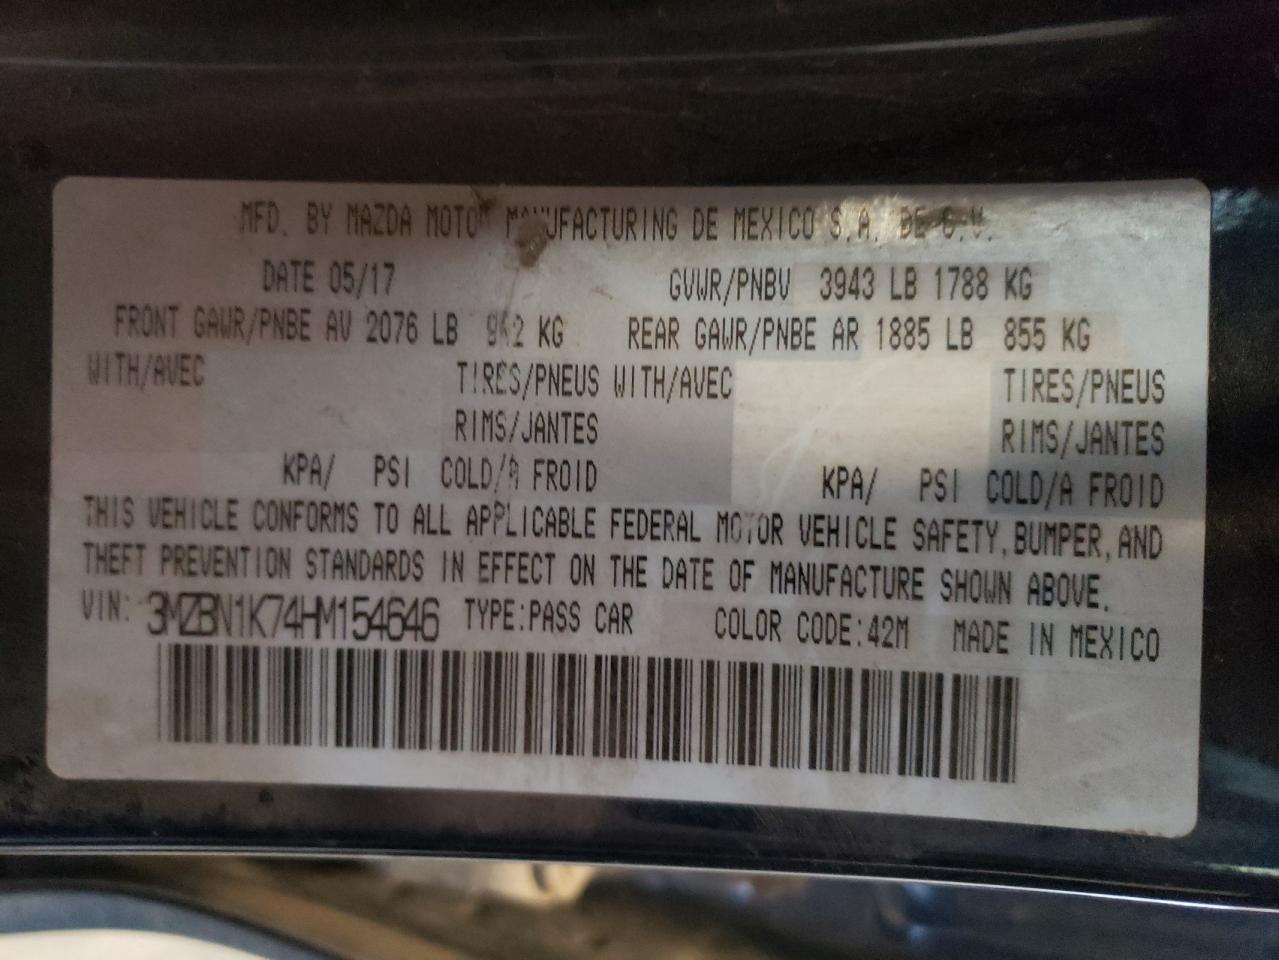 MFD. BY MAZDA MOTOR MANUFACTURING DE MEXICO S.A. DE C.V.
DATE 05/17 GVWR/PNBV 3943 LB 1788 KG
FRONT GAWR/PNBE AV 2076 LB 942 KG REAR GAWR/PNBE AR 1885 LB 855 KG
WITH/AVEC TIRES/PNEUS WITH/AVEC TIRES/PNEUS
RIMS/JANTES RIMS/JANTES
KPA/ PSI COLD/A FROID KPA/ PSI COLD/A FROID
THIS VEHICLE CONFORMS TO ALL APPLICABLE FEDERAL MOTOR VEHICLE SAFETY, BUMPER, AND
THEFT PREVENTION STANDARDS IN EFFECT ON THE DATE OF MANUFACTURE SHOWN ABOVE.
VIN: 3MZBN1K74HM154646 TYPE:PASS CAR COLOR CODE:42M MADE IN MEXICO